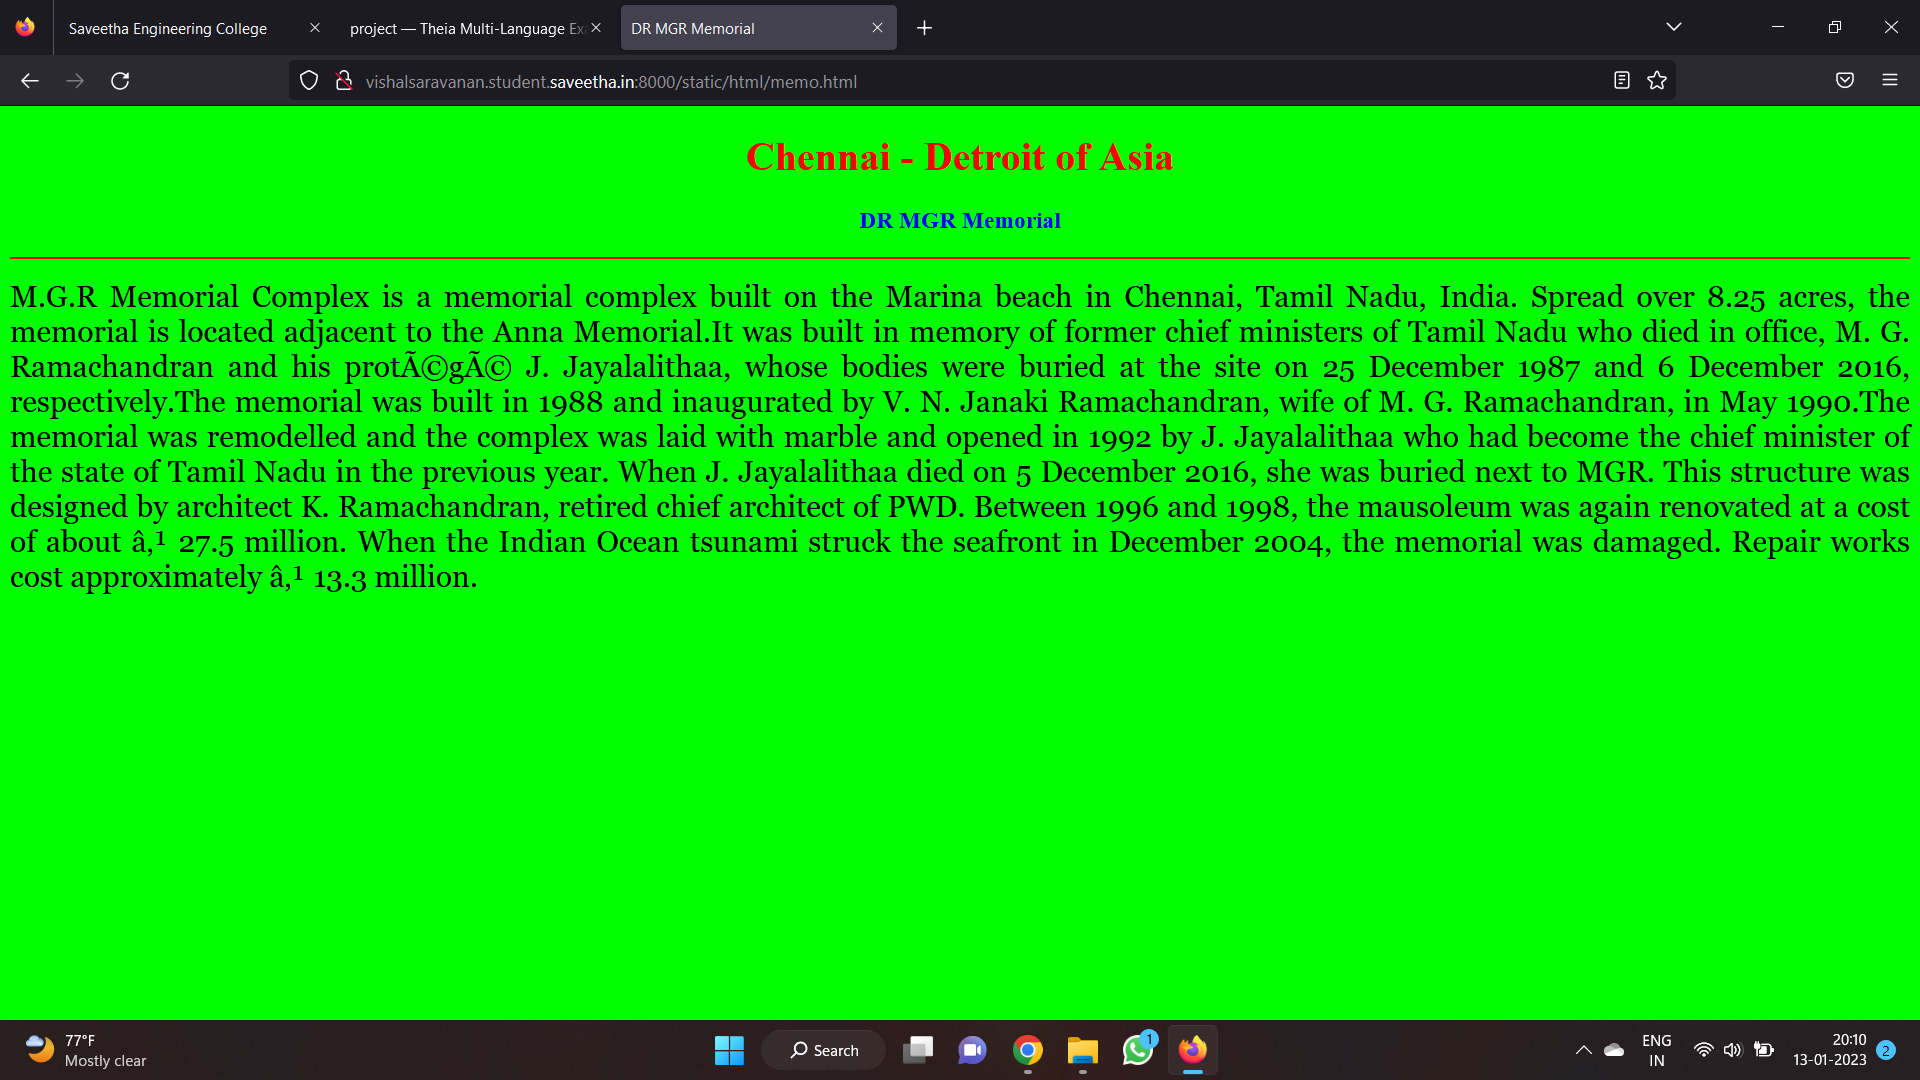 Saveetha Engineering College
project — Theia Multi-Language Ex
DR MGR Memorial
vishalsaravanan.student.saveetha.in:8000/static/html/memo.html
Chennai - Detroit of Asia
DR MGR Memorial
M.G.R Memorial Complex is a memorial complex built on the Marina beach in Chennai, Tamil Nadu, India. Spread over 8.25 acres, the
memorial is located adjacent to the Anna Memorial.It was built in memory of former chief ministers of Tamil Nadu who died in office, M. G.
Ramachandran and his protÃ©gÃ© J. Jayalalithaa, whose bodies were buried at the site on 25 December 1987 and 6 December 2016,
respectively.The memorial was built in 1988 and inaugurated by V. N. Janaki Ramachandran, wife of M. G. Ramachandran, in May 1990.The
memorial was remodelled and the complex was laid with marble and opened in 1992 by J. Jayalalithaa who had become the chief minister of
the state of Tamil Nadu in the previous year. When J. Jayalalithaa died on 5 December 2016, she was buried next to MGR. This structure was
designed by architect K. Ramachandran, retired chief architect of PWD. Between 1996 and 1998, the mausoleum was again renovated at a cost
of about â‚¹ 27.5 million. When the Indian Ocean tsunami struck the seafront in December 2004, the memorial was damaged. Repair works
cost approximately â‚¹ 13.3 million.
77°F
Mostly clear
Search
1
ENG
IN
20:10
13-01-2023
2